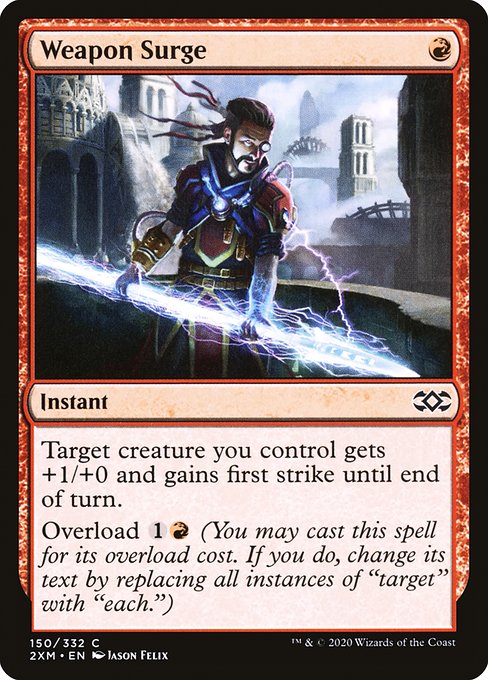 Weapon Surge
Instant
Target creature you control gets
+1/+0 and gains first strike until end
of turn.
Overload 1 (You may cast this spell
for its overload cost. If you do, change its
text by replacing all instances of “target”
with “each.”)
150/332 C
2XM • EN Jason Felix
™ & © 2020 Wizards of the Coast